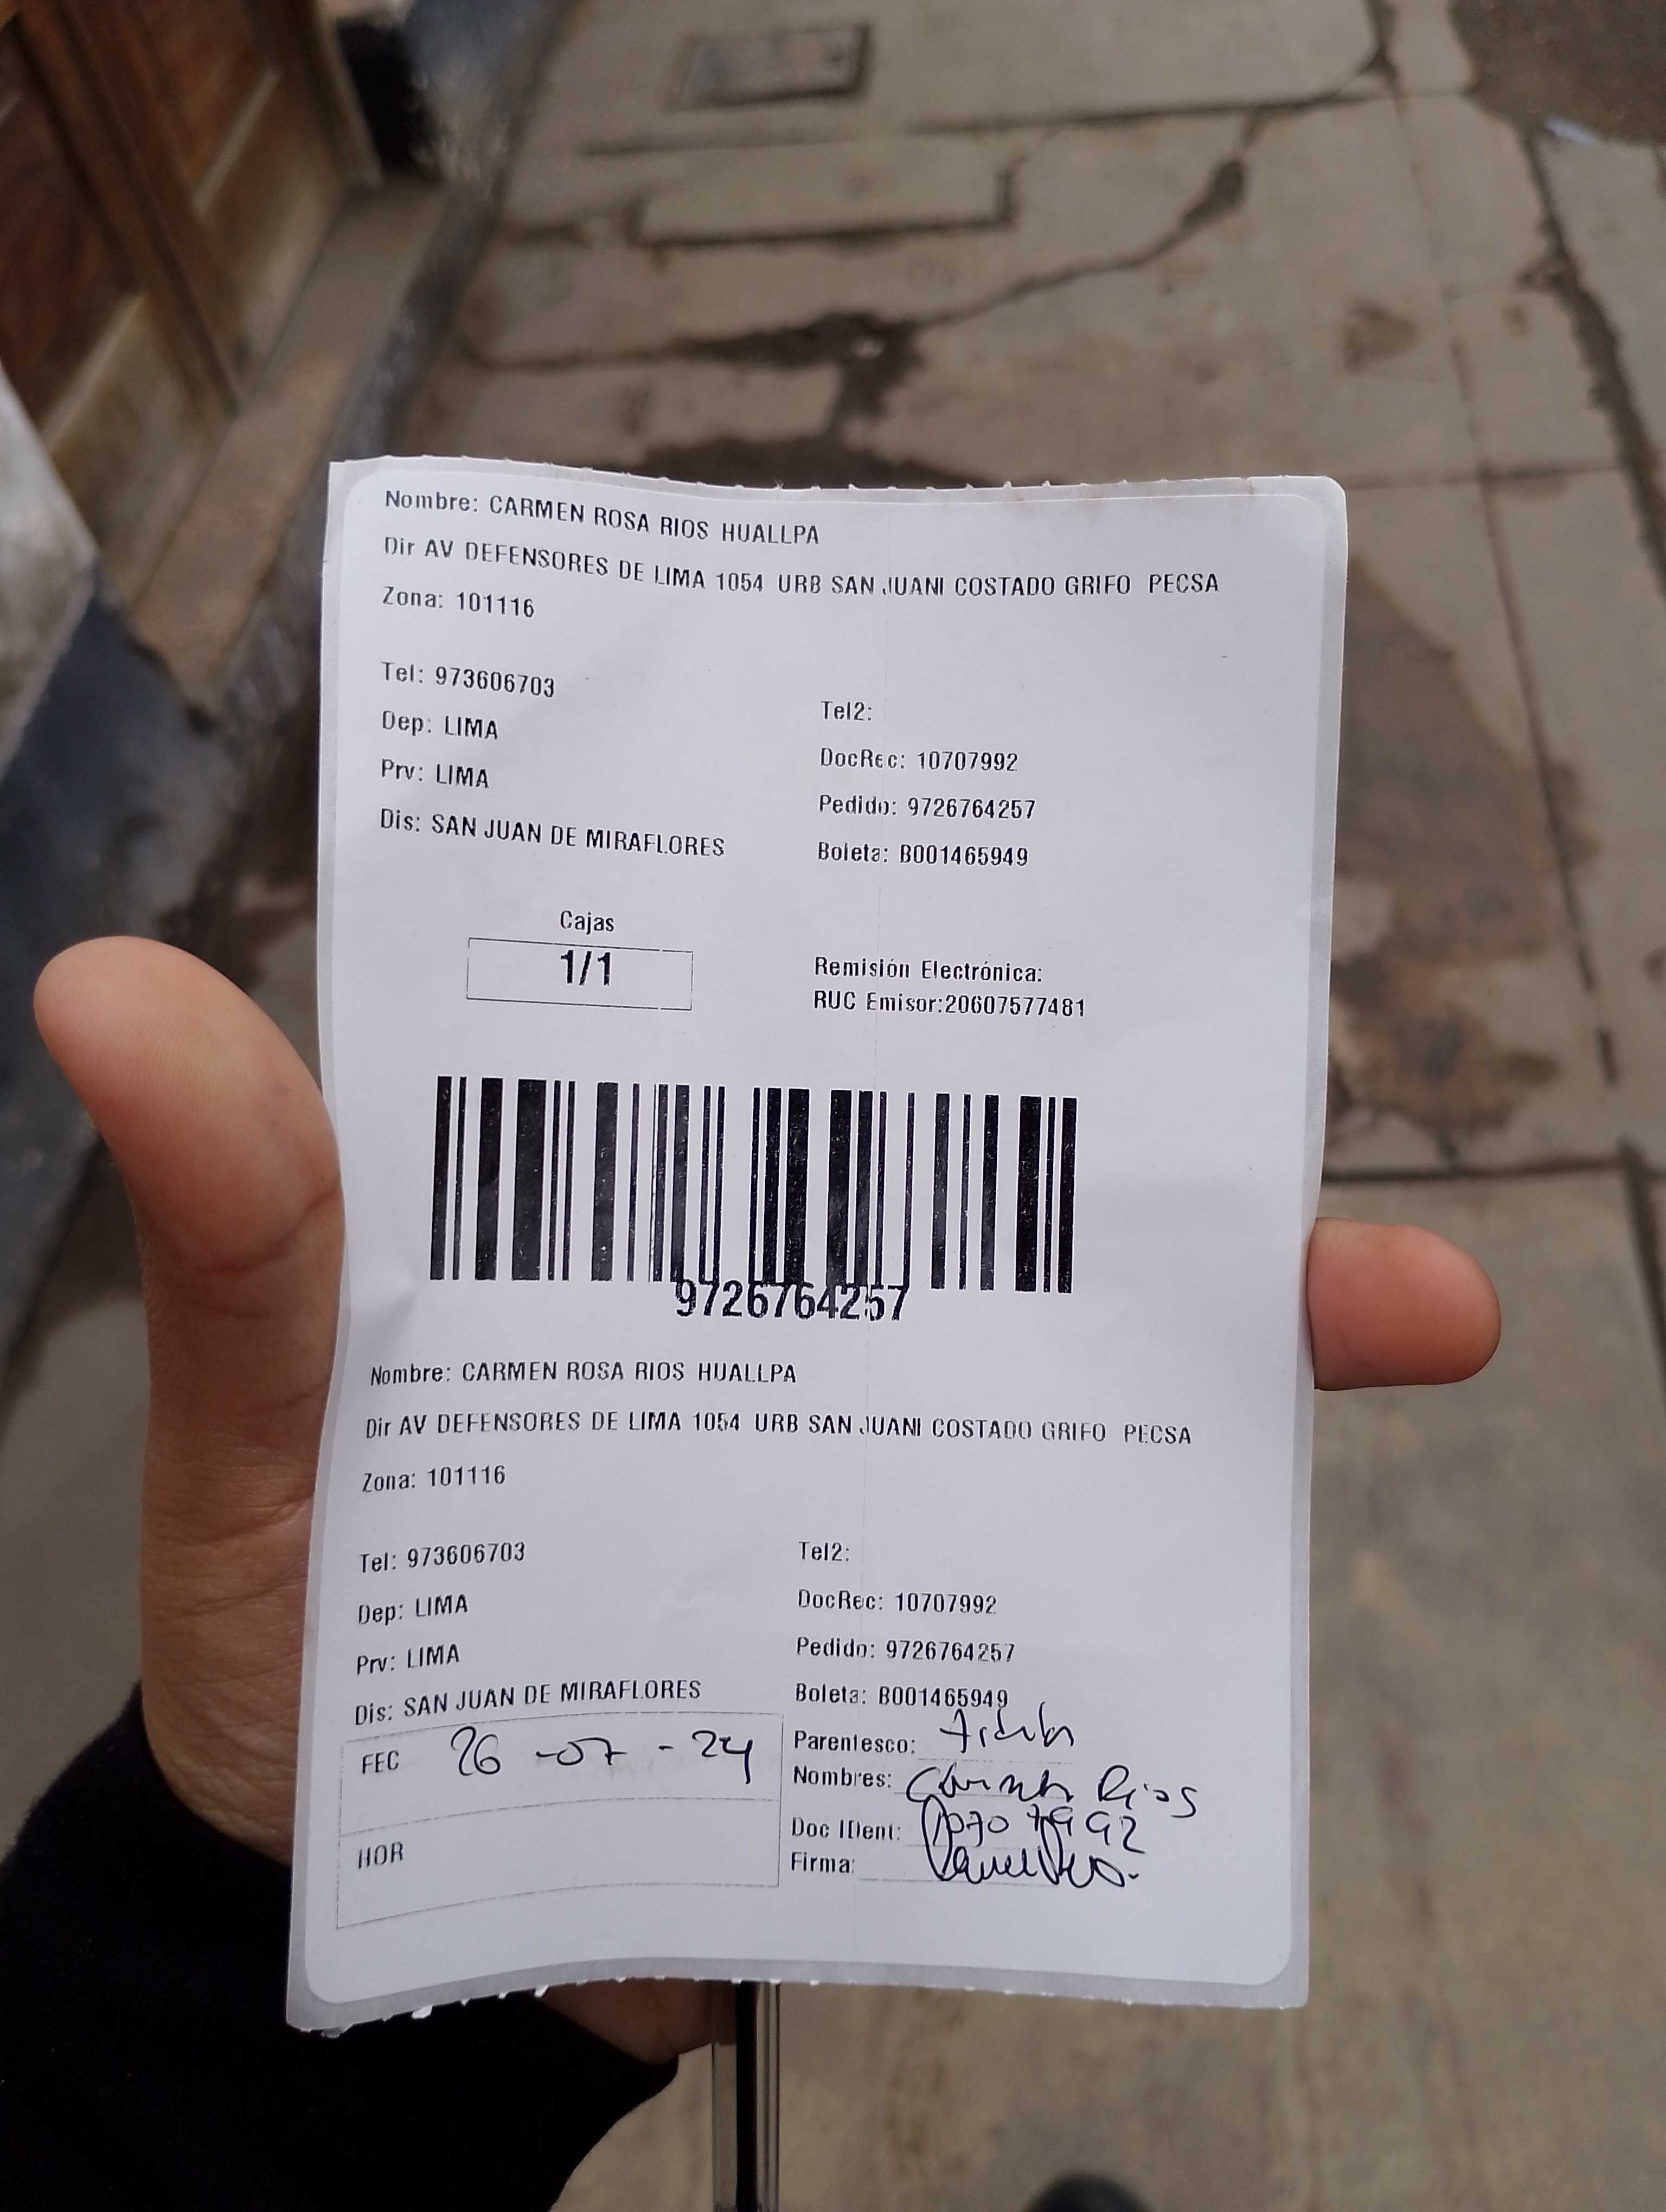 Nombre: CARMEN ROSA RIOS HUALLPA
Dir AV DEFENSORES DE LIMA 1054 URB SAN JUANI COSTADO GRIFO PECSA
Zona: 101116
Tel: 973606703
Tel2:
Dep: LIMA
DocRec: 10707992
Prv: LIMA
Pedido: 9726764257
Dis: SAN JUAN DE MIRAFLORES
Boleta: B001465949
Cajas
1/1
Remisión Electrónica:
RUC Emisor:20607577481
9726764257
Nombre: CARMEN ROSA RIOS HUALLPA
Dir AV DEFENSORES DE LIMA 1054 URB SAN JUANI COSTADO GRIFO PECSA
Zona: 101116
Tel: 973606703
Tel2:
Dep: LIMA
DocRec: 10707992
Prv: LIMA
Pedido: 9726764257
Dis: SAN JUAN DE MIRAFLORES
Boleta: B001465949
FEC 26-07-24
Parentesco:
Nombres: Rios
Doc IDent: 10707992
Firma:
HOR